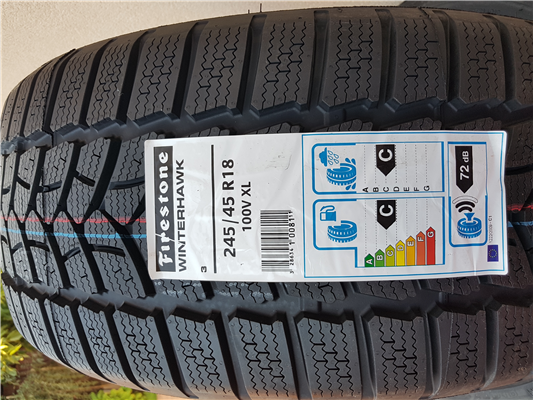 Firestone
WINTERHAWK
3
245/45 R18
100V XL
C
A
B
C
D
E
F
G
C
A
B
C
D
E
F
G
72 dB